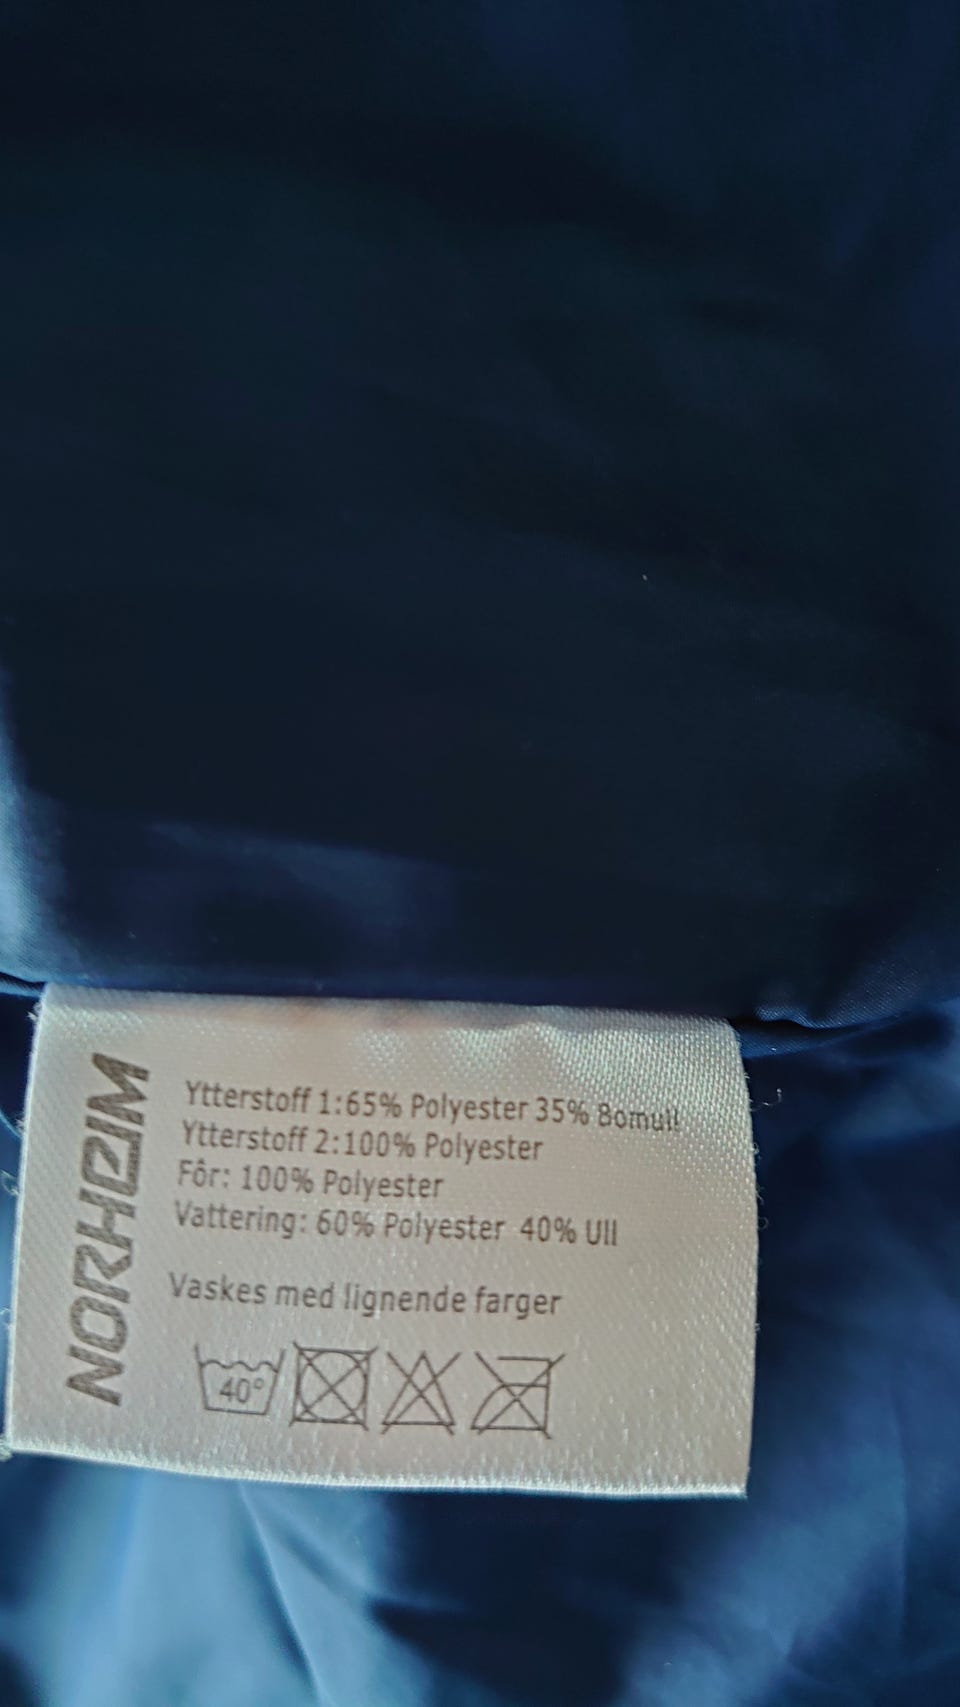 NORHEIM
Ytterstoff 1:65% Polyester 35% Bomull
Ytterstoff 2:100% Polyester
Fôr: 100% Polyester
Vattering: 60% Polyester 40% Ull
Vaskes med lignende farger
40°